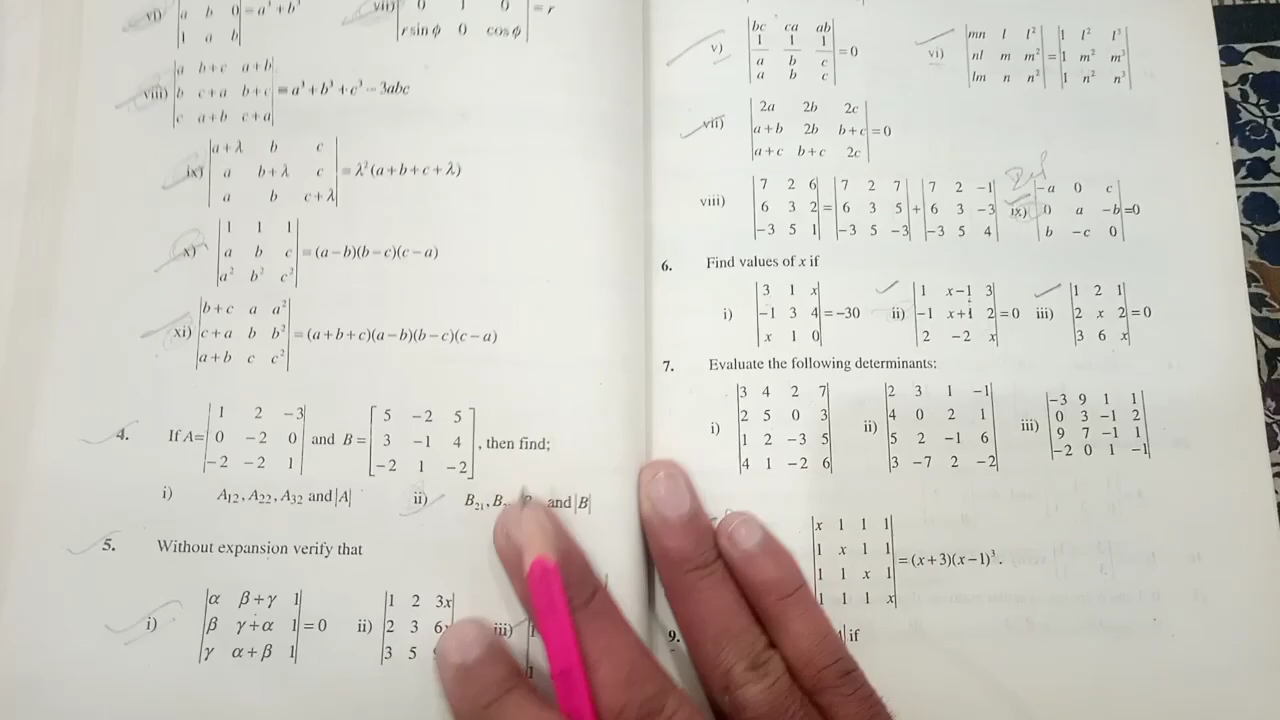 vi) |a b 0| = a³ + b³
|1 a b|
vii) |0 1 0| = r
|r sin ϕ 0 cos ϕ|
viii) |a b+c a+b|
|b c+a b+c| = a³ + b³ + c³ − 3abc
|c a+b c+a|
ix) |a+λ b c|
|a b+λ c| = λ²(a+b+c+λ)
|a b c+λ|
x) |1 1 1|
|a b c| = (a−b)(b−c)(c−a)
|a² b² c²|
xi) |b+c a a²|
|c+a b b²| = (a+b+c)(a−b)(b−c)(c−a)
|a+b c c²|
4. If A= |1 2 −3| and B = [5 −2 5] , then find;
|0 −2 0| [3 −1 4]
|−2 −2 1| [−2 1 −2]
i) A₁₂, A₂₂, A₃₂ and |A| ii) B₂₁, and |B|
5. Without expansion verify that
i) |α β+γ 1|
|β γ+α 1| = 0
|γ α+β 1|
ii) |1 2 3x|
|2 3
|3 5
iii)
v) |bc ca ab|
|1/a 1/b 1/c| = 0
|a b c|
vi) |mn l l²| |1 l² l³|
|nl m m²| = |1 m² m³|
|lm n n²| |1 n² n³|
vii) |2a 2b 2c|
|a+b 2b b+c| = 0
|a+c b+c 2c|
viii) |7 2 6| |7 2 7| |7 2 −1|
|6 3 2| = |6 3 5| + |6 3 −3|
|−3 5 1| |−3 5 −3| |−3 5 4|
ix) |−a 0 c|
|0 a −b| =0
|b −c 0|
6. Find values of x if
i) |3 1 x|
|−1 3 4| = −30
|x 1 0|
ii) |1 x−1 3|
|−1 x+1 2| = 0
|2 −2 x|
iii) |1 2 1|
|2 x 2| = 0
|3 6 x|
7. Evaluate the following determinants:
i) |3 4 2 7|
|2 5 0 3|
|1 2 −3 5|
|4 1 −2 6|
ii) |2 3 1 −1|
|4 0 2 1|
|5 2 −1 6|
|3 −7 2 −2|
iii) |−3 9 1 1|
|0 3 −1 2|
|9 7 −1 1|
|−2 0 1 −1|
|x 1 1 1|
|1 x 1 1| = (x+3)(x−1)³.
|1 1 x 1|
|1 1 1 x|
9. if